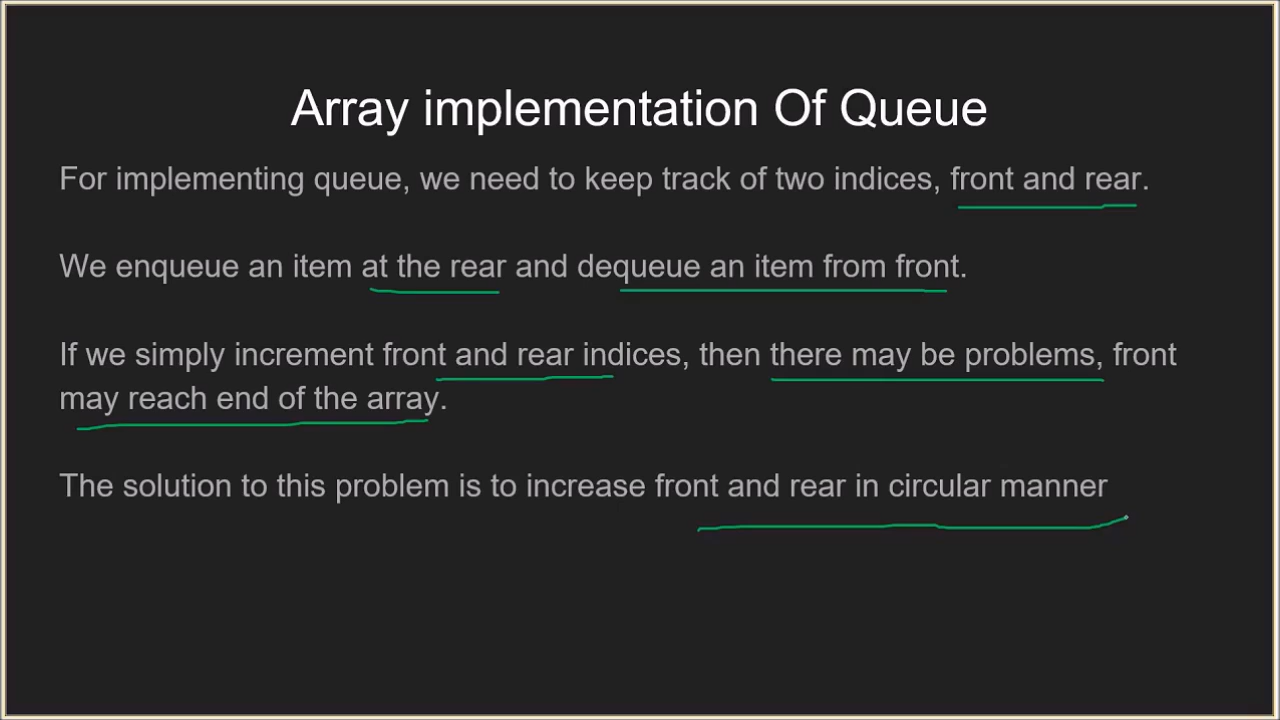 Array implementation Of Queue
For implementing queue, we need to keep track of two indices, front and rear.
We enqueue an item at the rear and dequeue an item from front.
If we simply increment front and rear indices, then there may be problems, front
may reach end of the array.
The solution to this problem is to increase front and rear in circular manner